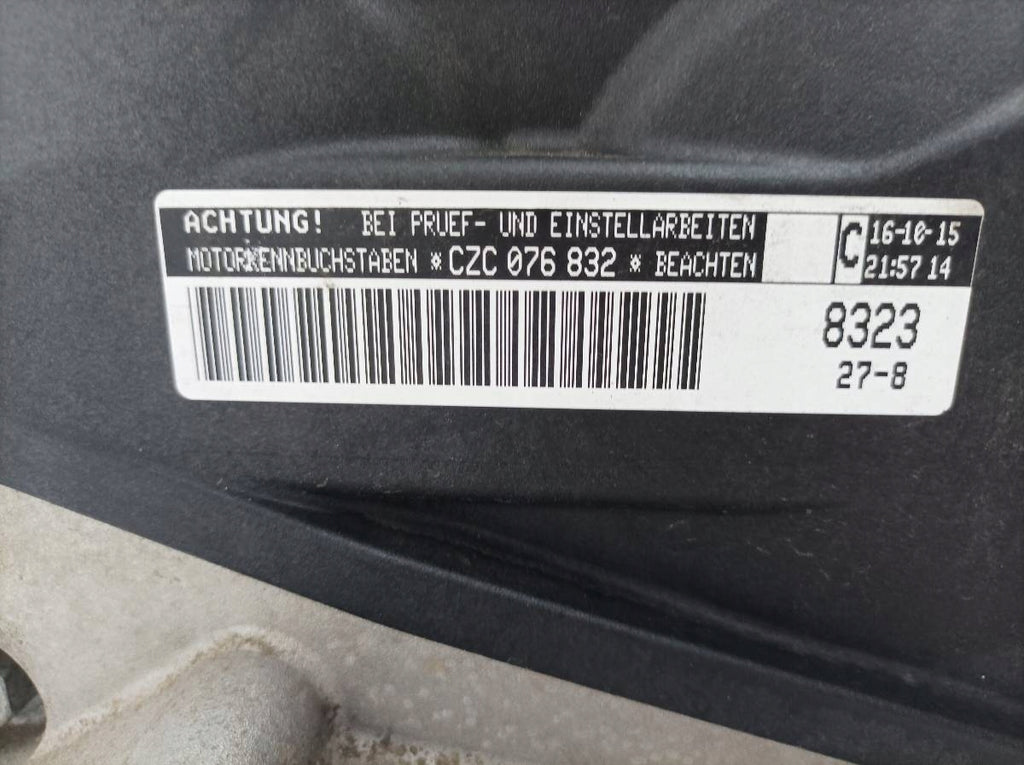 ACHTUNG! BEI PRUEF- UND EINSTELLARBEITEN
MOTORKENNBUCHSTABEN * CZC 076 832 * BEACHTEN
C
16-10-15
21:57 14
8323
27-8